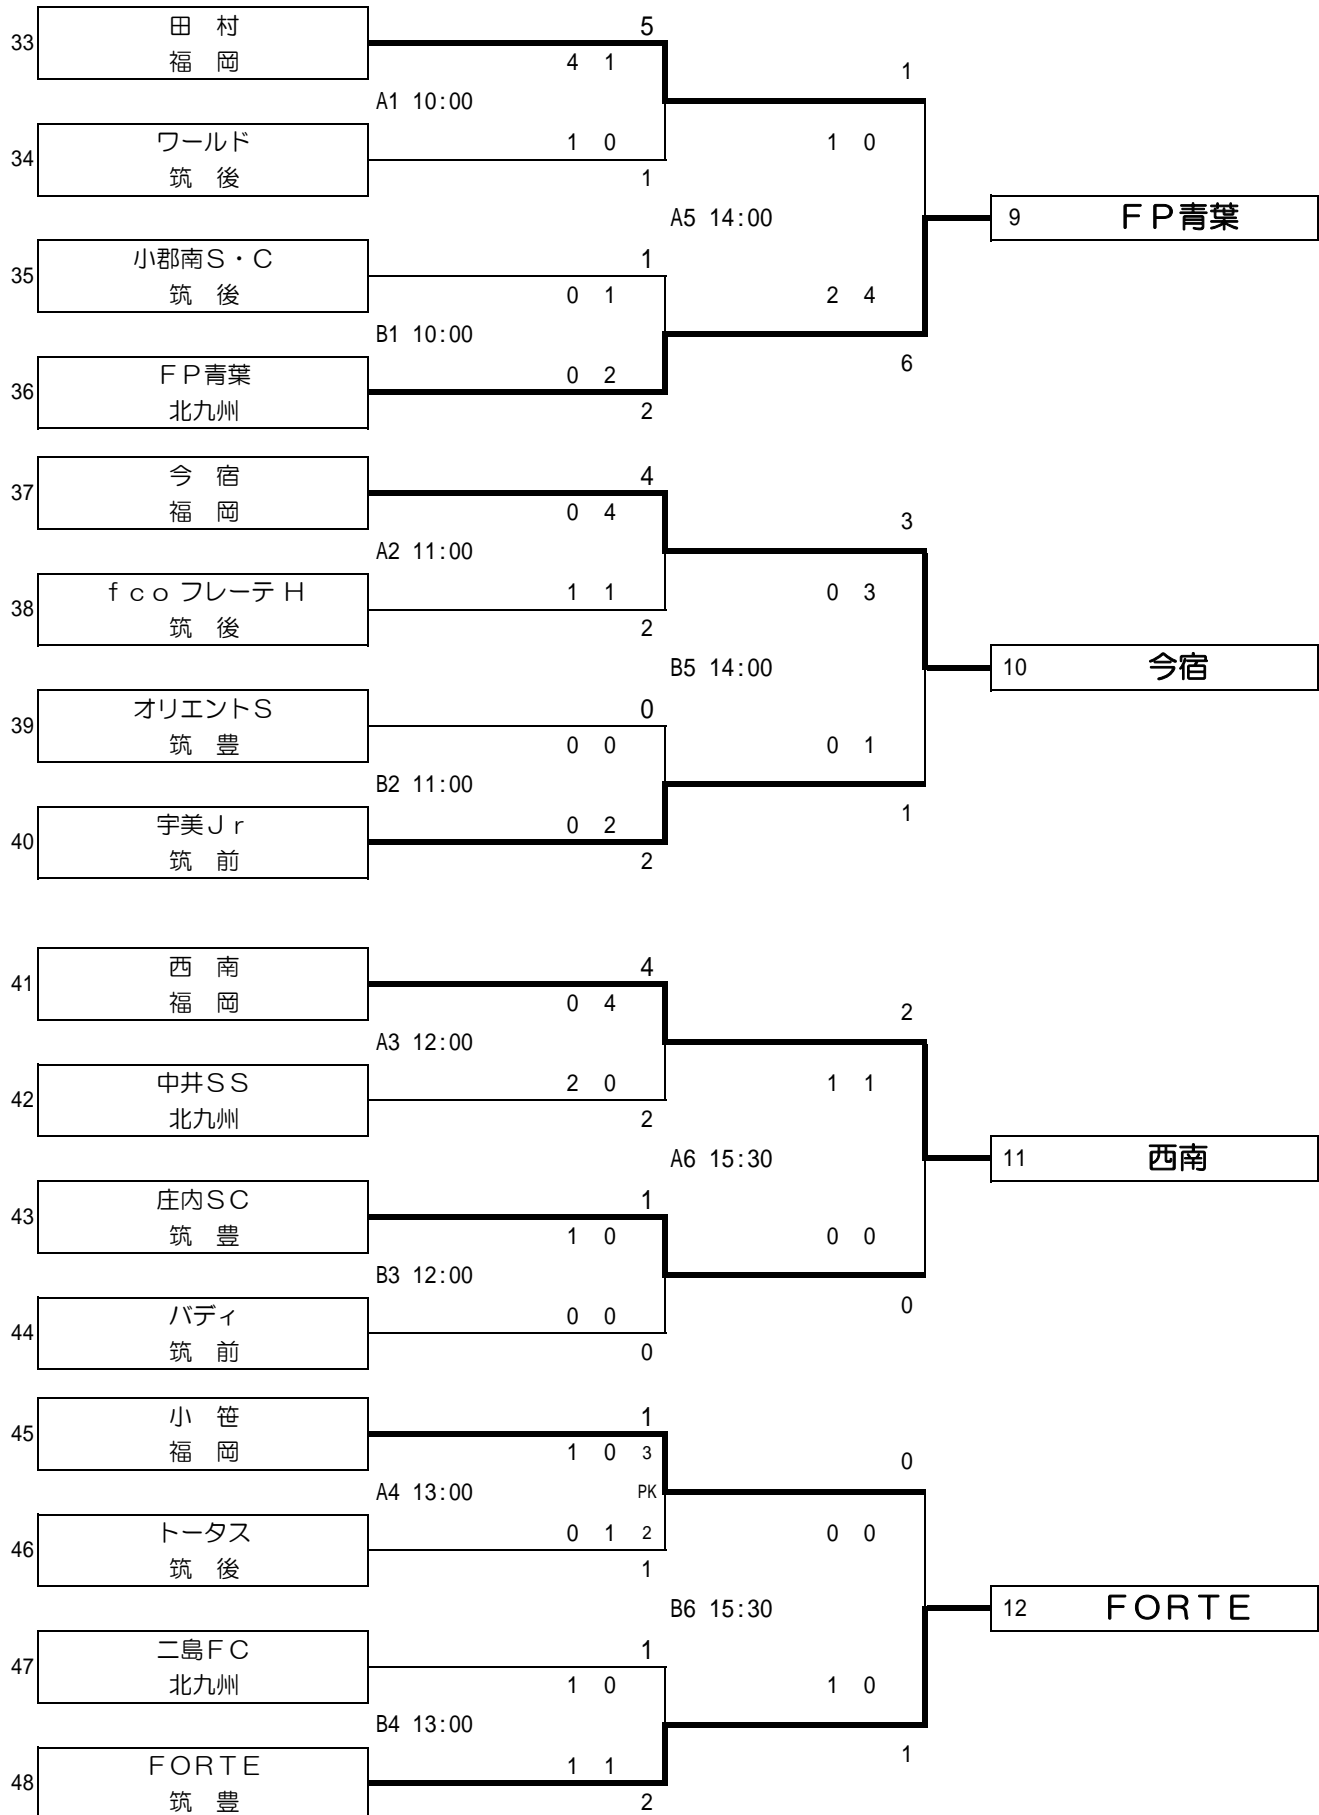 田　村
5
33
福　岡
4 1
1
A1 10:00
ワールド
1 0
1 0
34
筑　後
1
A5 14:00
9 ＦＰ青葉
小郡南Ｓ・Ｃ
1
35
筑　後
0 1
2 4
B1 10:00
ＦＰ青葉
0 2
6
36
北九州
2
今　宿
4
37
福　岡
0 4
3
A2 11:00
ｆｃｏ フレーテ Ｈ
1 1
0 3
38
筑　後
2
B5 14:00
10 今宿
オリエントＳ
0
39
筑　豊
0 0
0 1
B2 11:00
宇美Ｊｒ
0 2
1
40
筑　前
2
西　南
4
41
福　岡
0 4
2
A3 12:00
中井ＳＳ
2 0
1 1
42
北九州
2
A6 15:30
11 西南
庄内ＳＣ
1
43
筑　豊
1 0
0 0
B3 12:00
バディ
0 0
0
44
筑　前
0
小　笹
1
45
福　岡
1 0 3
0
A4 13:00
PK
トータス
0 1 2
0 0
46
筑　後
1
B6 15:30
12 ＦＯＲＴＥ
二島ＦＣ
1
47
北九州
1 0
1 0
B4 13:00
ＦＯＲＴＥ
1 1
1
48
筑　豊
2